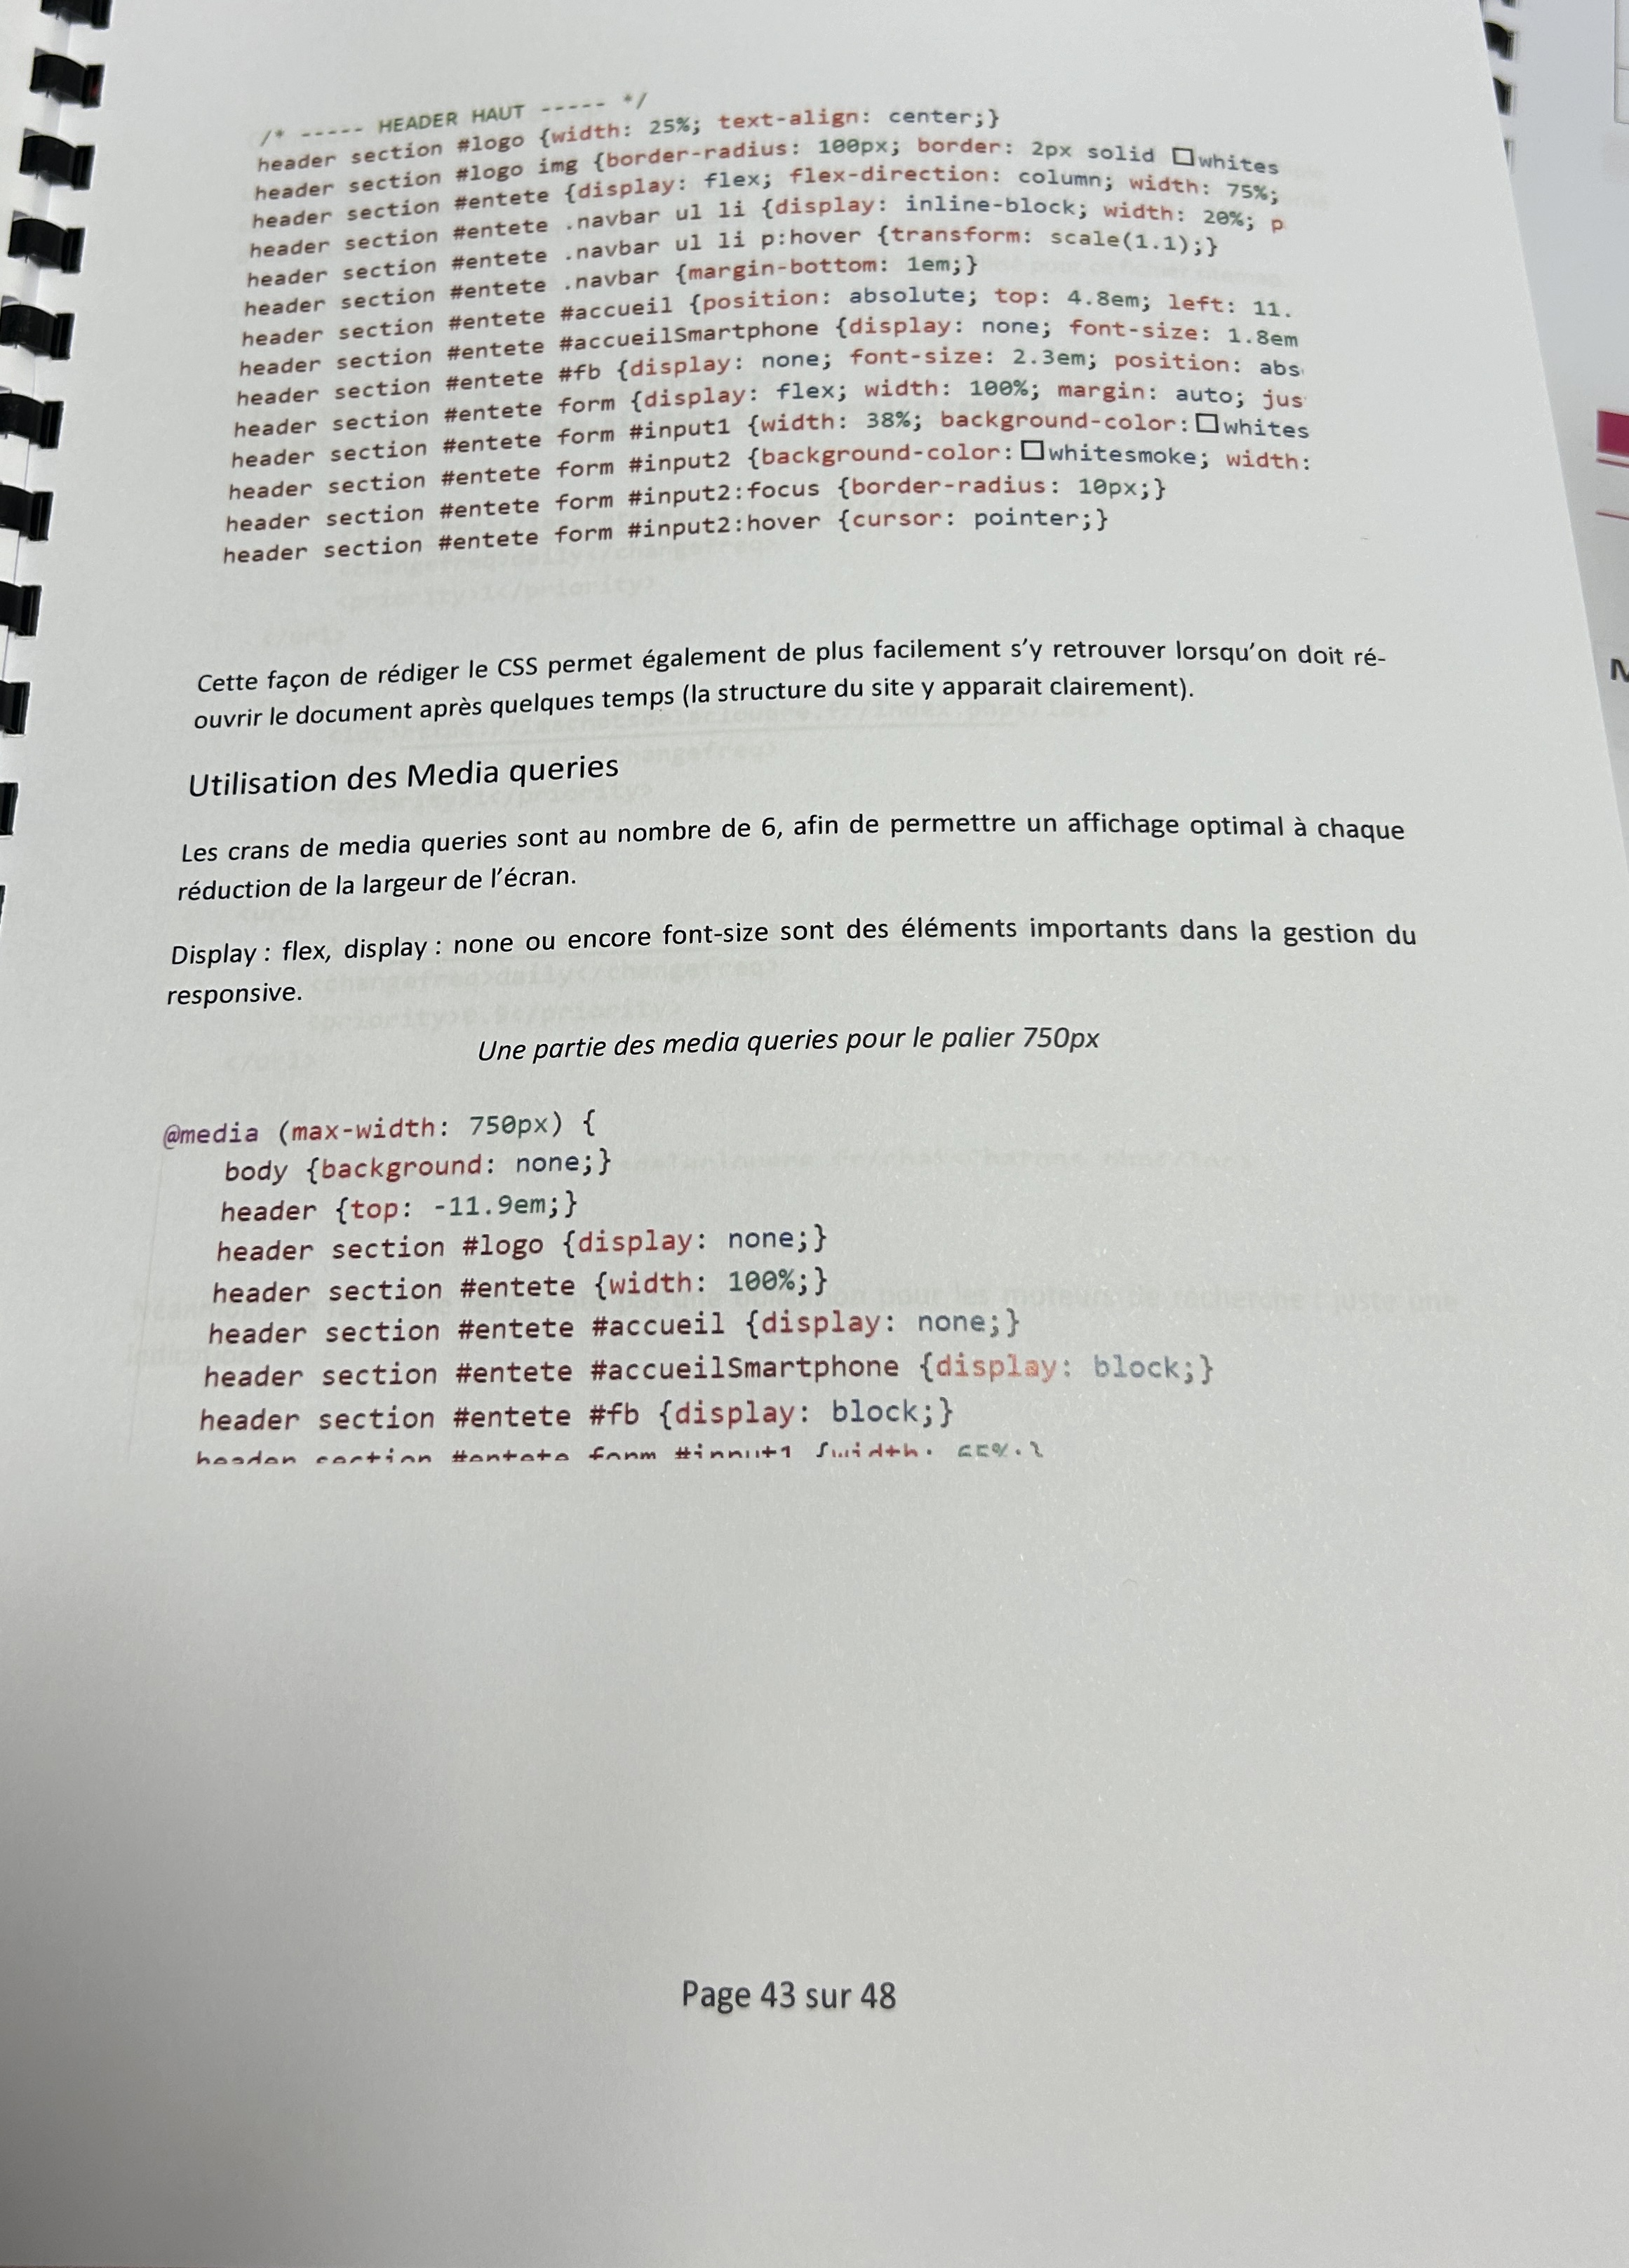 /* ----- HEADER HAUT ----- */
header section #logo {width: 25%; text-align: center;}
header section #logo img {border-radius: 100px; border: 2px solid whites
header section #entete {display: flex; flex-direction: column; width: 75%;
header section #entete .navbar ul li {display: inline-block; width: 20%; p
header section #entete .navbar ul li p:hover {transform: scale(1.1);}
header section #entete .navbar {margin-bottom: 1em;}
header section #entete #accueil {position: absolute; top: 4.8em; left: 11.
header section #entete #accueilSmartphone {display: none; font-size: 1.8em
header section #entete #fb {display: none; font-size: 2.3em; position: abs
header section #entete form {display: flex; width: 100%; margin: auto; jus
header section #entete form #input1 {width: 38%; background-color: whites
header section #entete form #input2 {background-color: whitesmoke; width:
header section #entete form #input2:focus {border-radius: 10px;}
header section #entete form #input2:hover {cursor: pointer;}
Cette façon de rédiger le CSS permet également de plus facilement s’y retrouver lorsqu’on doit ré-
ouvrir le document après quelques temps (la structure du site y apparait clairement).
Utilisation des Media queries
Les crans de media queries sont au nombre de 6, afin de permettre un affichage optimal à chaque
réduction de la largeur de l’écran.
Display : flex, display : none ou encore font-size sont des éléments importants dans la gestion du
responsive.
Une partie des media queries pour le palier 750px
@media (max-width: 750px) {
body {background: none;}
header {top: -11.9em;}
header section #logo {display: none;}
header section #entete {width: 100%;}
header section #entete #accueil {display: none;}
header section #entete #accueilSmartphone {display: block;}
header section #entete #fb {display: block;}
header section #entete form #input1 {width: 65%;}
Page 43 sur 48